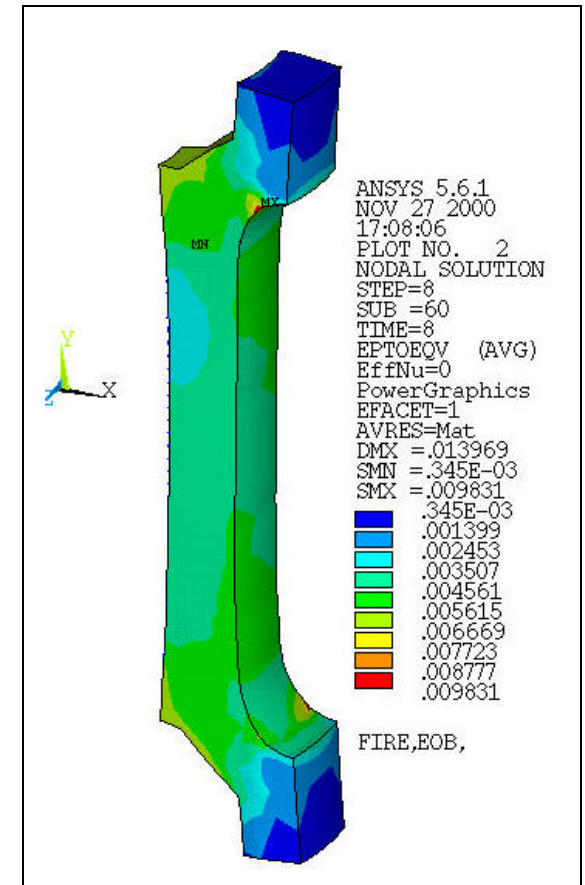 ANSYS 5.6.1
NOV 27 2000
17:08:06
PLOT NO. 2
NODAL SOLUTION
STEP=8
SUB =60
TIME=8
EPTOEQV (AVG)
EffNu=0
PowerGraphics
EFACET=1
AVRES=Mat
DMX =.013969
SMN =.345E-03
SMX =.009831
.345E-03
.001399
.002453
.003507
.004561
.005615
.006669
.007723
.008777
.009831
FIRE,EOB,
MX
MN
Y
X
Z